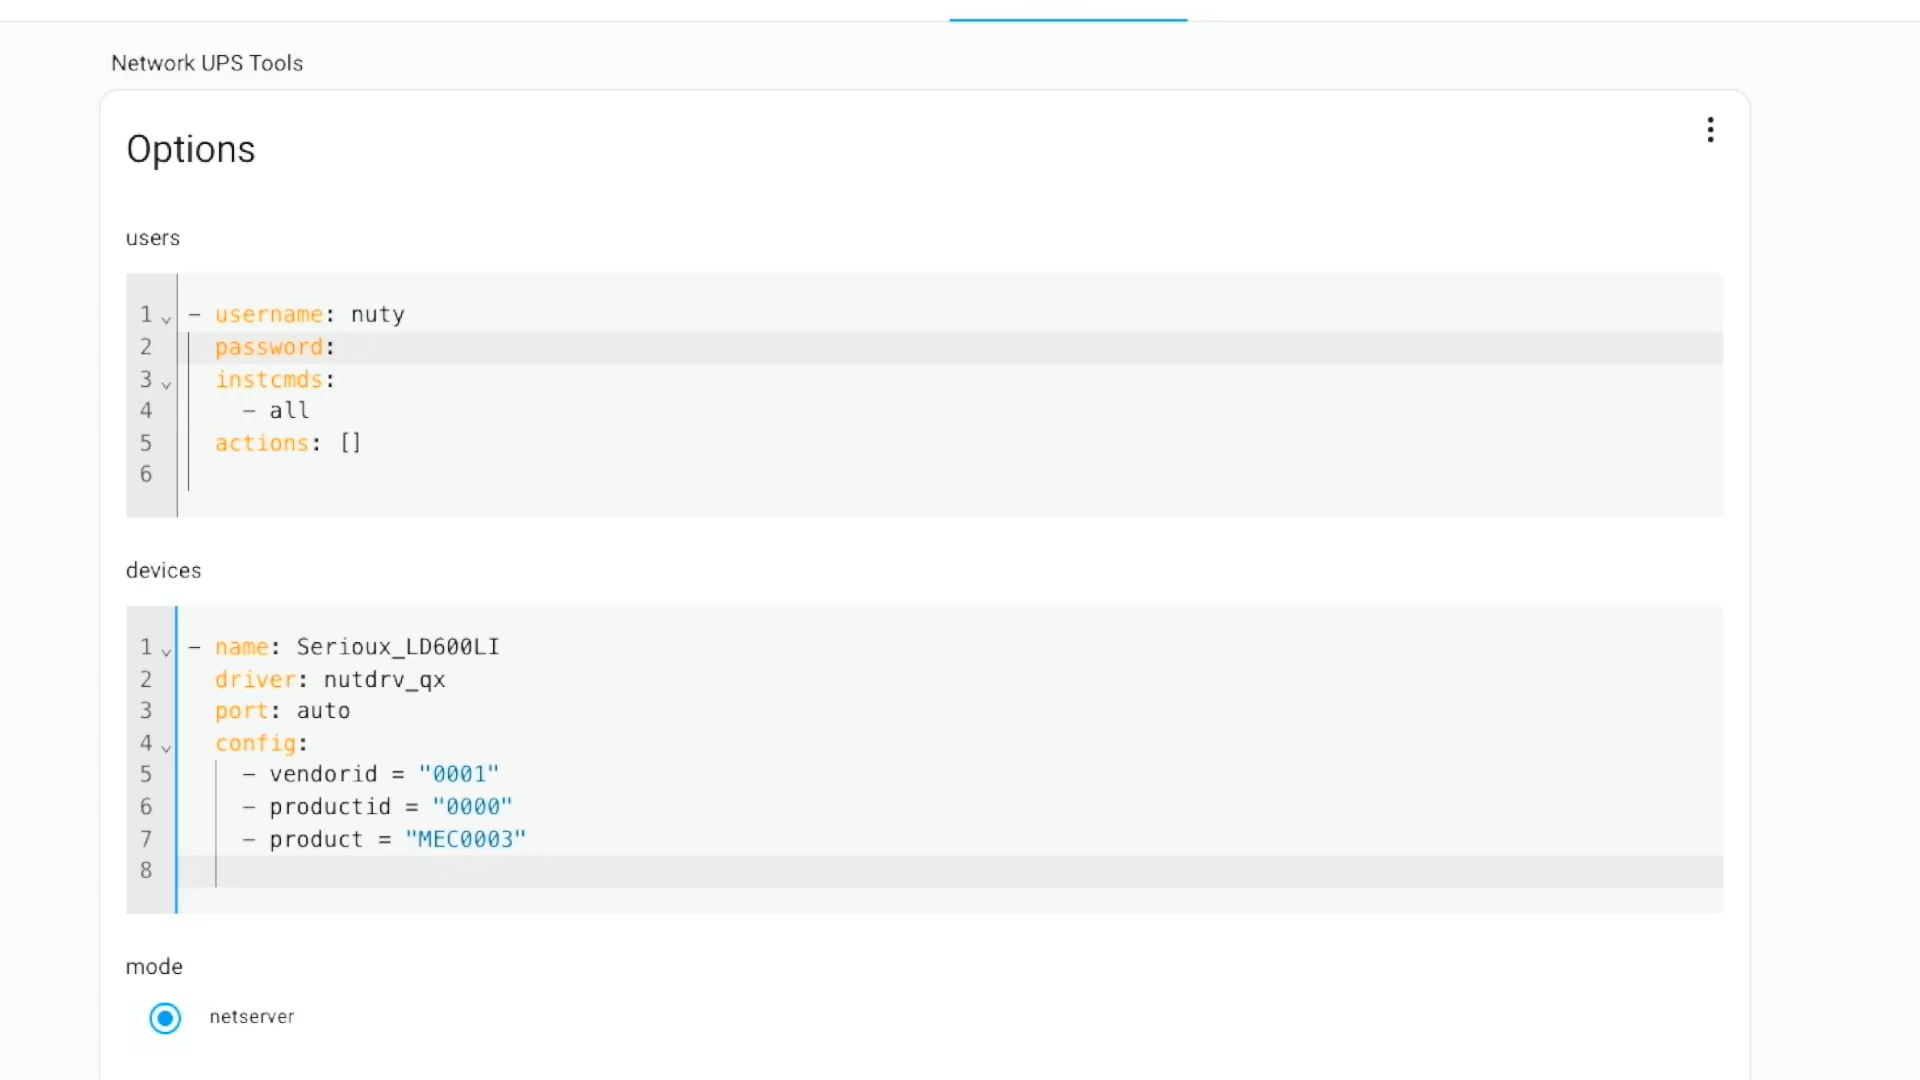 Network UPS Tools
Options
users
1 - username: nuty
2 password:
3 instcmds:
4 - all
5 actions: []
6
devices
1 - name: Serioux_LD600LI
2 driver: nutdrv_qx
3 port: auto
4 config:
5 - vendorid = "0001"
6 - productid = "0000"
7 - product = "MEC0003"
8
mode
netserver